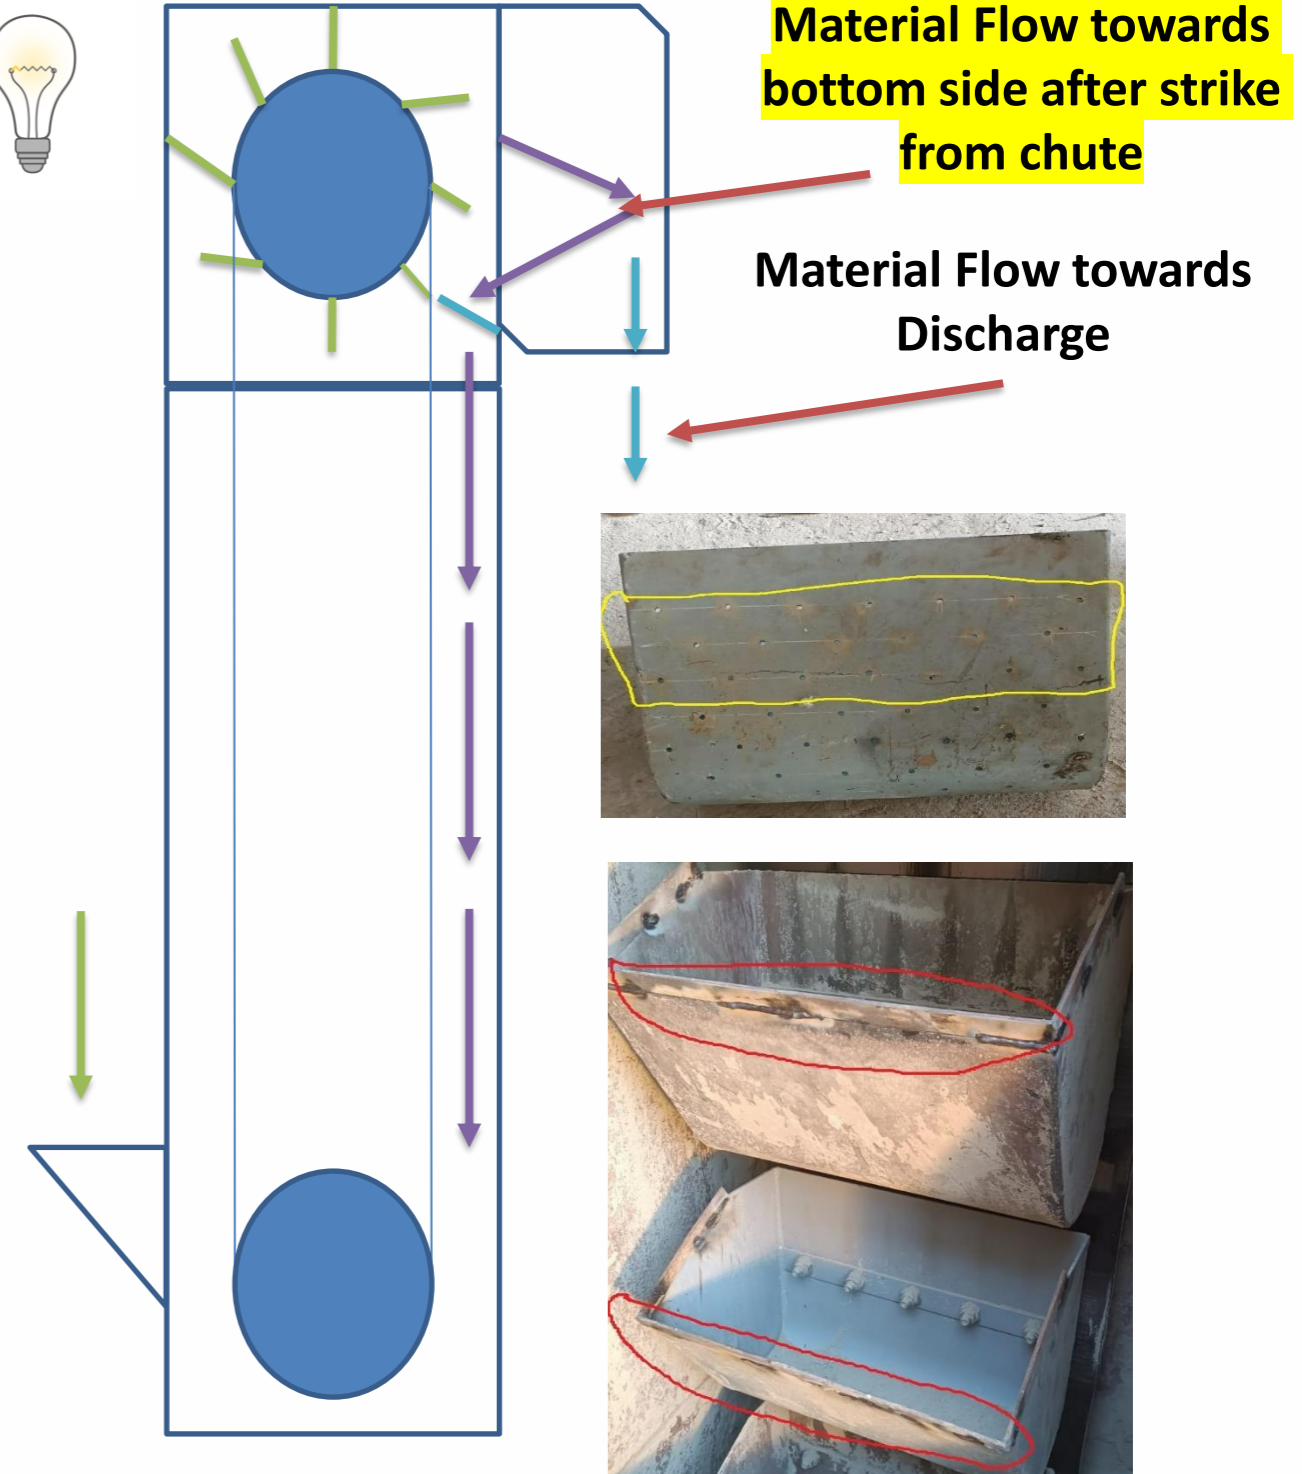 Material Flow towards
bottom side after strike
from chute
Material Flow towards
Discharge